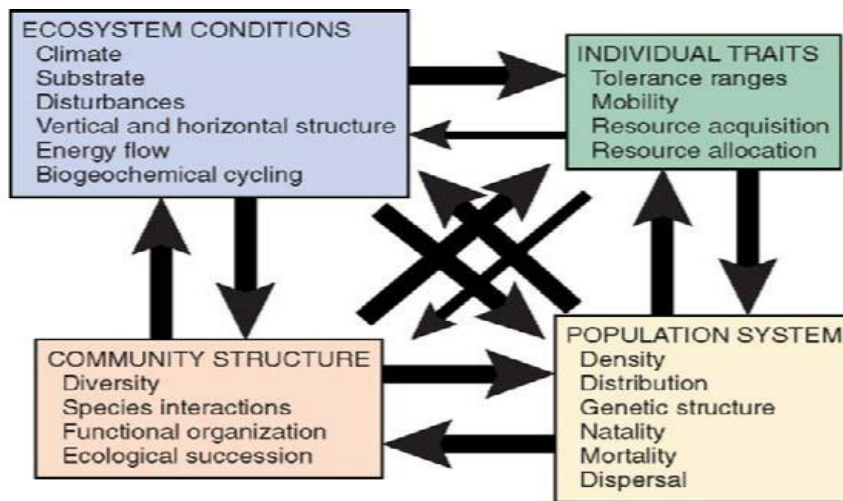 ECOSYSTEM CONDITIONS
Climate
Substrate
Disturbances
Vertical and horizontal structure
Energy flow
Biogeochemical cycling
INDIVIDUAL TRAITS
Tolerance ranges
Mobility
Resource acquisition
Resource allocation
COMMUNITY STRUCTURE
Diversity
Species interactions
Functional organization
Ecological succession
POPULATION SYSTEM
Density
Distribution
Genetic structure
Natality
Mortality
Dispersal